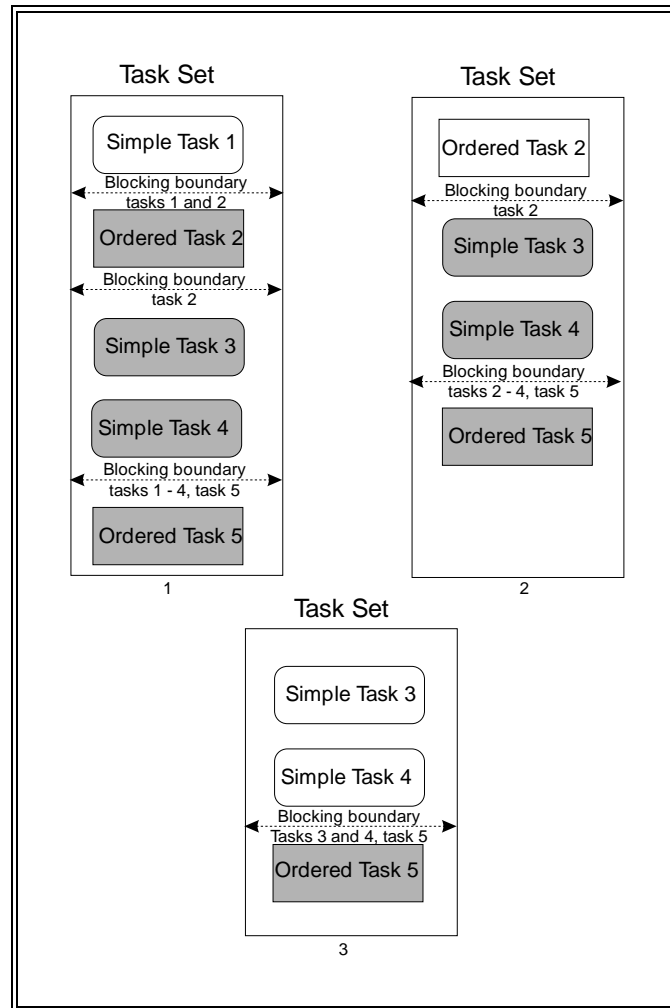 Task Set
Simple Task 1
Blocking boundary
tasks 1 and 2
Ordered Task 2
Blocking boundary
task 2
Simple Task 3
Simple Task 4
Blocking boundary
tasks 1 - 4, task 5
Ordered Task 5
1
Task Set
Ordered Task 2
Blocking boundary
task 2
Simple Task 3
Simple Task 4
Blocking boundary
tasks 2 - 4, task 5
Ordered Task 5
2
Task Set
Simple Task 3
Simple Task 4
Blocking boundary
Tasks 3 and 4, task 5
Ordered Task 5
3